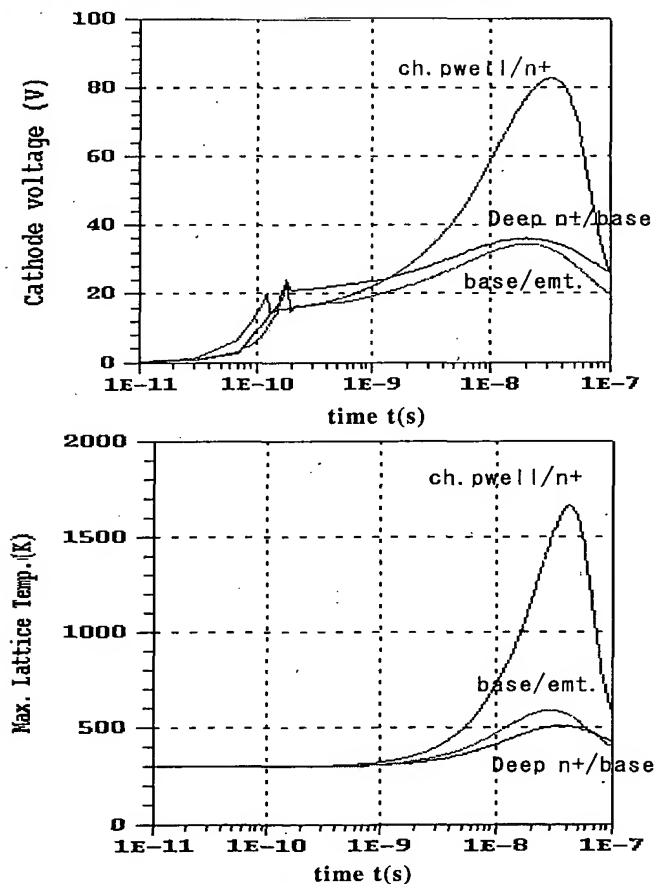 100
80
60
40
20
0
Cathode voltage (V)
ch.pwell/n+
Deep n+/base
base/emt.
1E-11 1E-10 1E-9 1E-8 1E-7
time t(s)
2000
1500
1000
500
0
Max. Lattice Temp.(K)
ch.pwell/n+
base/emt.
Deep n+/base
1E-11 1E-10 1E-9 1E-8 1E-7
time t(s)